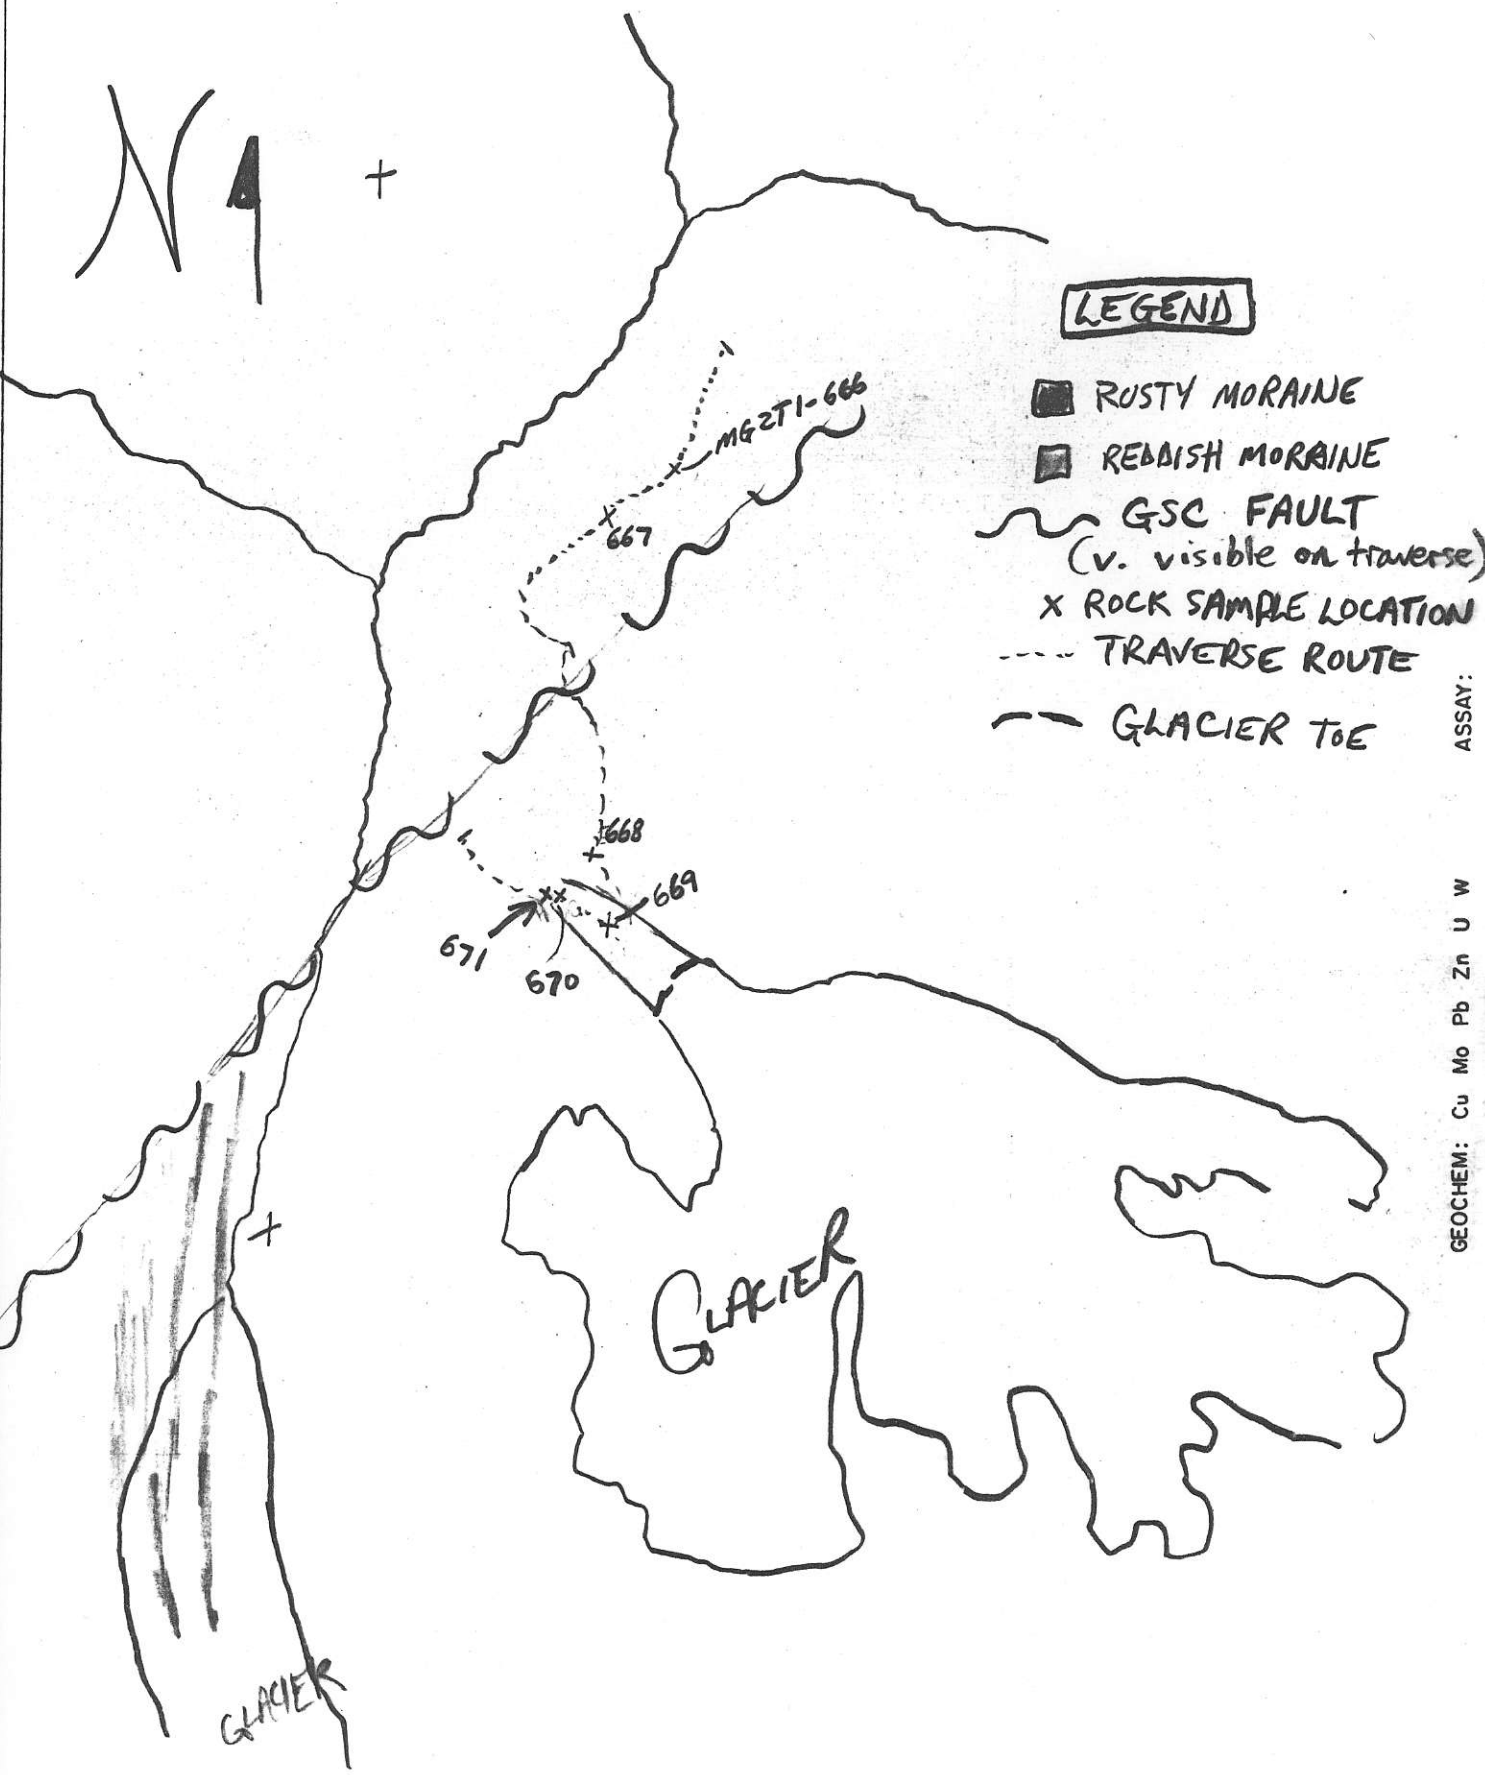 N
LEGEND
RUSTY MORAINE
REDDISH MORAINE
GSC FAULT
(v. visible on traverse)
X ROCK SAMPLE LOCATION
TRAVERSE ROUTE
GLACIER TOE
MG2T1-666
667
668
669
671
670
GLACIER
GLACIER
GEOCHEM: Cu Mo Pb Zn U W ASSAY: